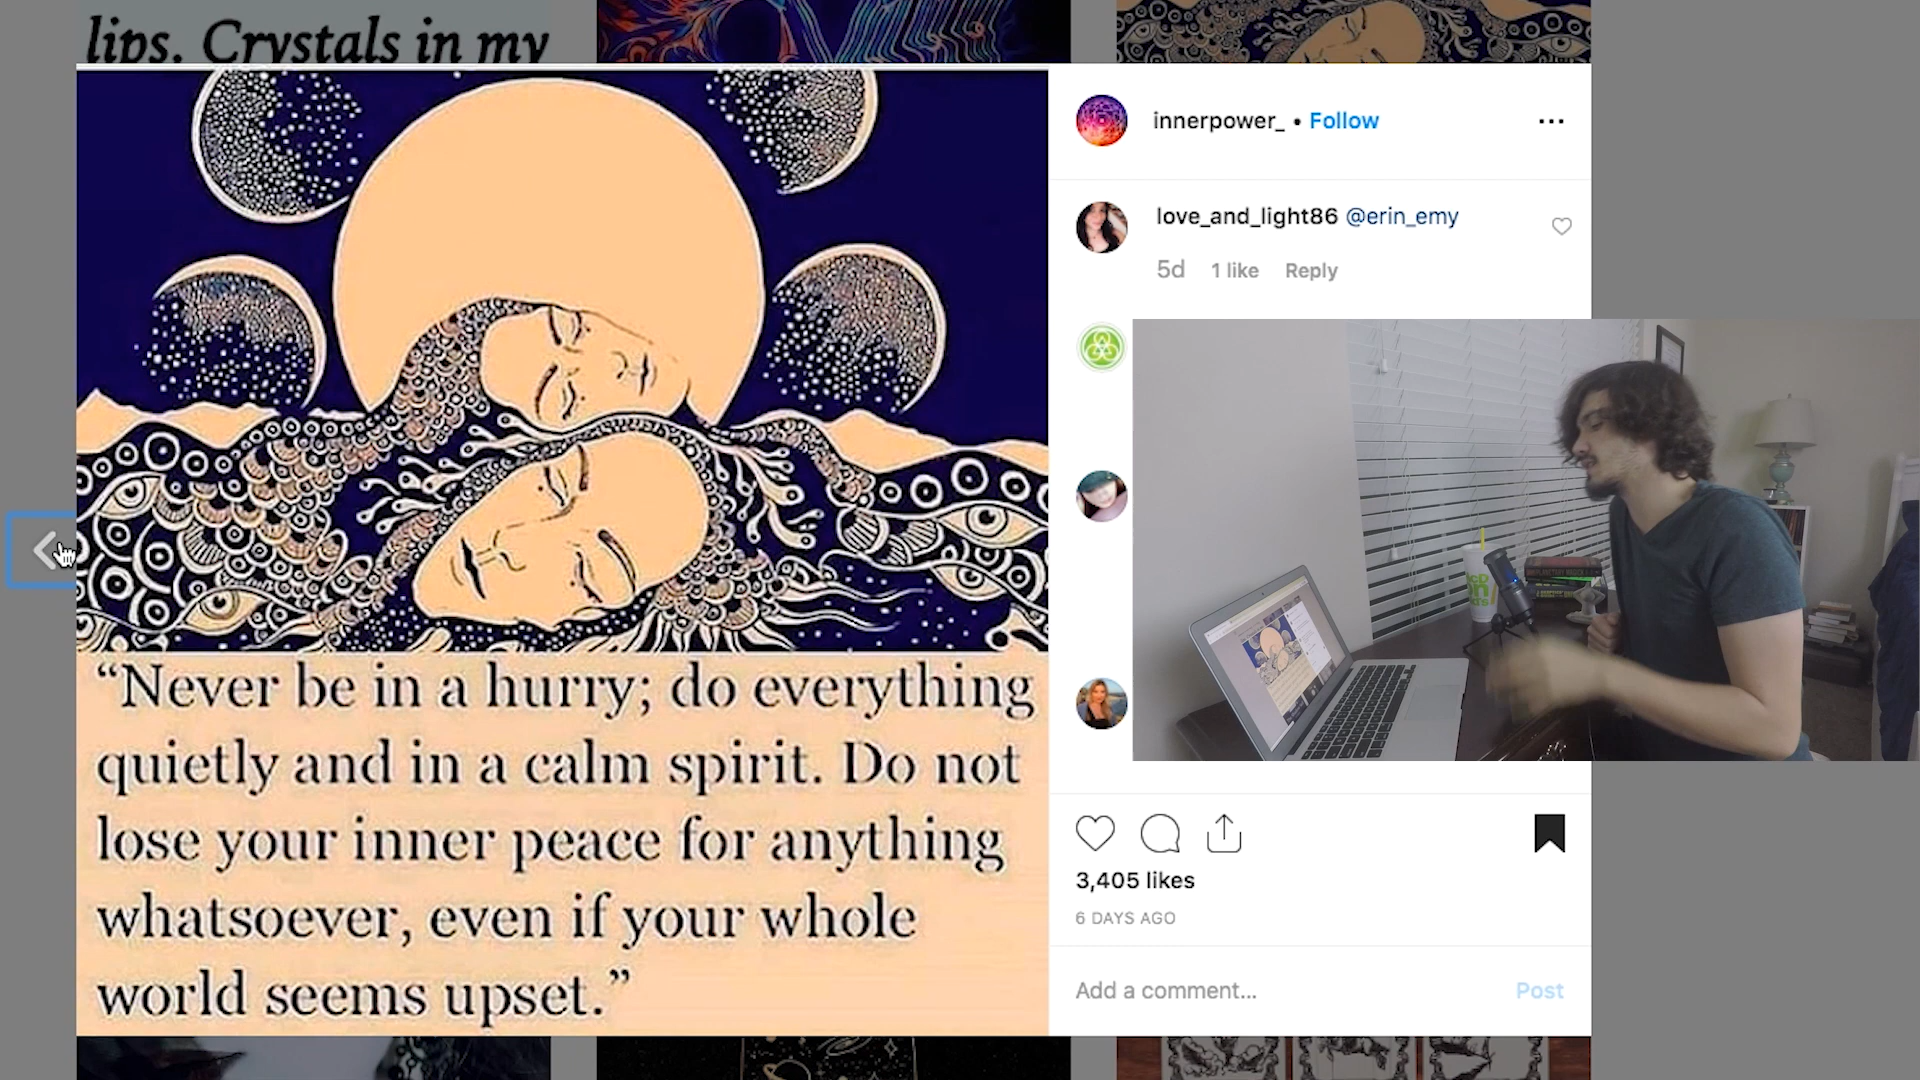 lips. Crystals in my
innerpower_ • Follow
love_and_light86 @erin_emy
5d 1 like Reply
“Never be in a hurry; do everything
quietly and in a calm spirit. Do not
lose your inner peace for anything
whatsoever, even if your whole
world seems upset.”
3,405 likes
6 DAYS AGO
Add a comment...
Post